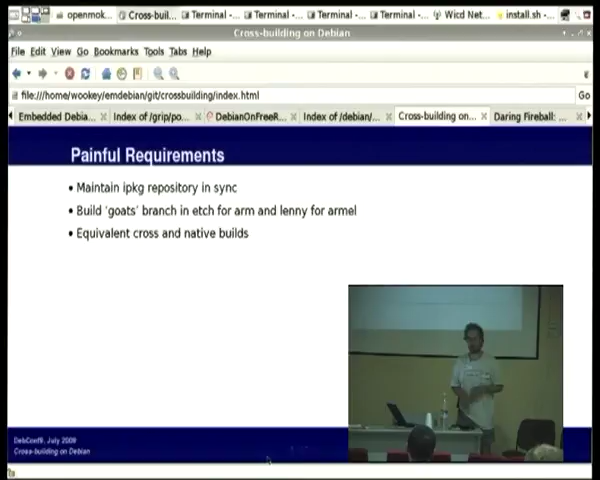 openmok...
Cross-buil...
Terminal -...
Terminal -...
Terminal -...
Terminal -...
Wicd Net...
install.sh -...
Cross-building on Debian
File Edit View Go Bookmarks Tools Tabs Help
file:///home/wookey/emdebian/git/crossbuilding/index.html
Go
Embedded Debia...
Index of /grip/po...
DebianOnFreeR...
Index of /debian/...
Cross-building on...
Daring Fireball: ...
Painful Requirements
• Maintain ipkg repository in sync
• Build 'goats' branch in etch for arm and lenny for armel
• Equivalent cross and native builds
DebConf9, July 2009
Cross-building on Debian